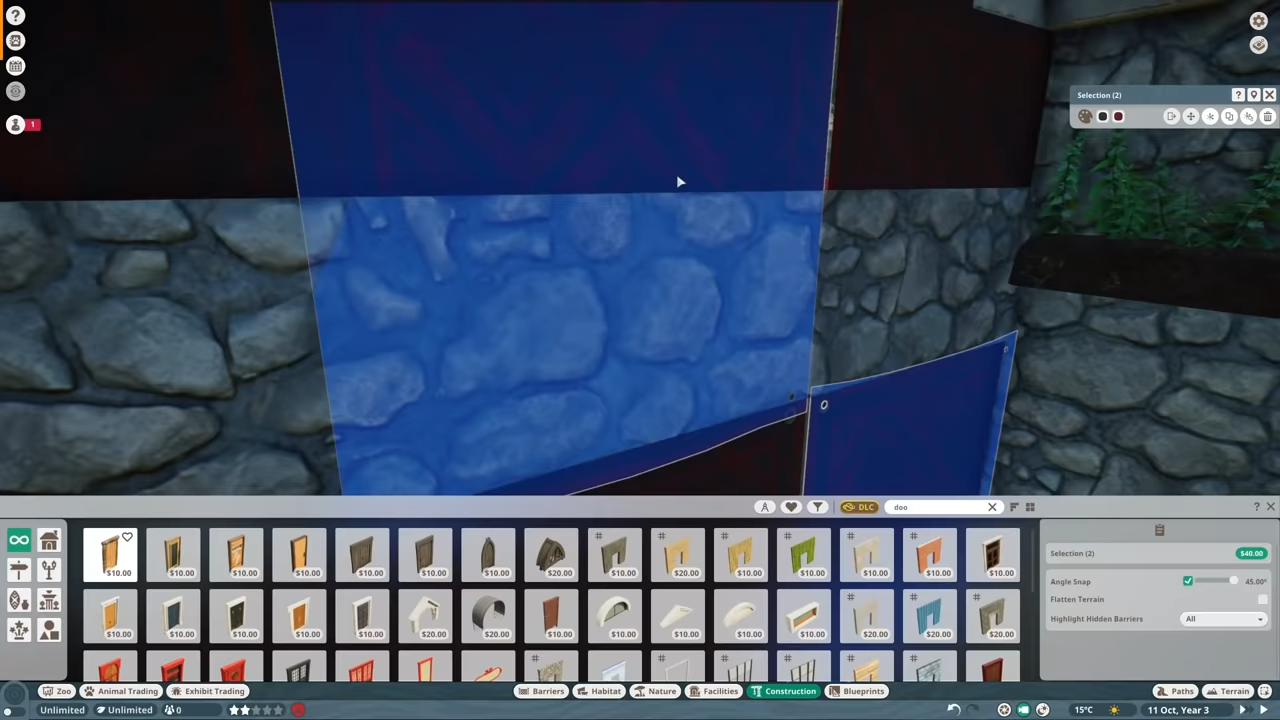 1
Selection (2)
?
DLC
doo
?
$10.00 $10.00 $10.00 $10.00 $10.00 $10.00 $10.00 $20.00 $10.00 $20.00 $10.00 $10.00 $10.00 $10.00 $10.00
$10.00 $10.00 $10.00 $10.00 $10.00 $20.00 $20.00 $10.00 $10.00 $10.00 $10.00 $10.00 $20.00 $20.00 $20.00
Selection (2) $40.00
Angle Snap 45.00°
Flatten Terrain
Highlight Hidden Barriers All
Zoo Animal Trading Exhibit Trading Barriers Habitat Nature Facilities Construction Blueprints Paths Terrain
Unlimited Unlimited 0 15°C 11 Oct, Year 3